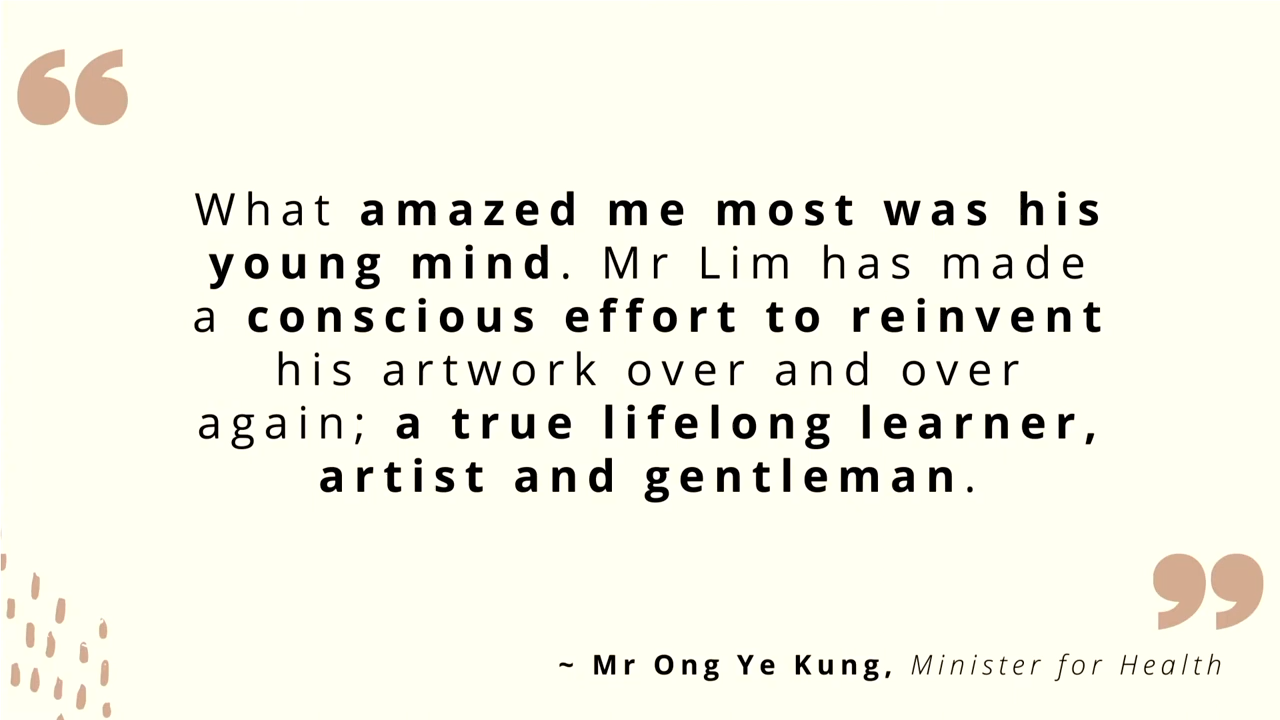 “
What amazed me most was his
young mind. Mr Lim has made
a conscious effort to reinvent
his artwork over and over
again; a true lifelong learner,
artist and gentleman.
”
~ Mr Ong Ye Kung, Minister for Health